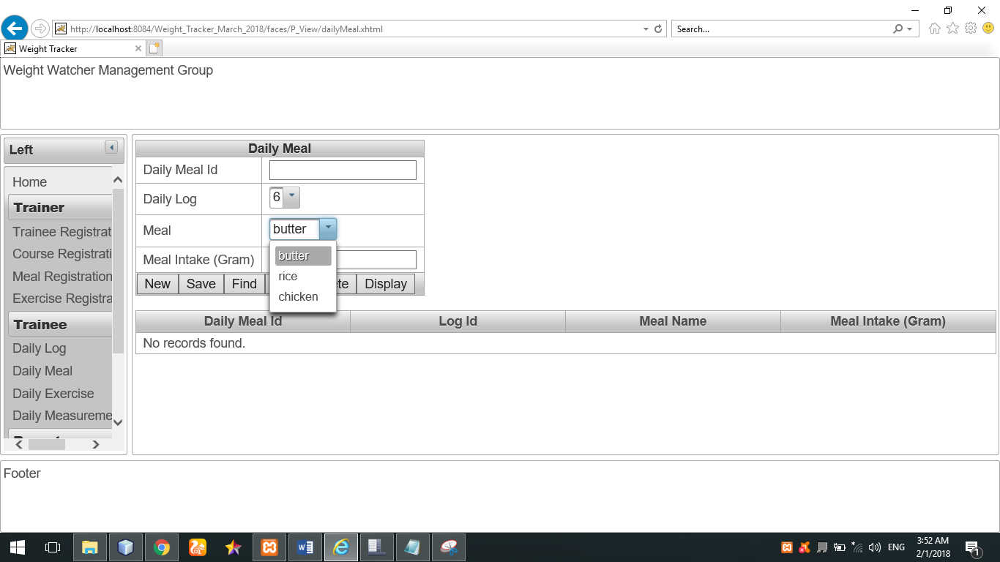 http://localhost:8084/Weight_Tracker_March_2018/faces/P_View/dailyMeal.xhtml
Search...
Weight Tracker
Weight Watcher Management Group
Left
Home
Trainer
Trainee Registrat
Course Registrati
Meal Registration
Exercise Registra
Trainee
Daily Log
Daily Meal
Daily Exercise
Daily Measureme
Daily Meal
Daily Meal Id
Daily Log 6
Meal butter
butter
rice
chicken
Meal Intake (Gram)
New Save Find te Display
Daily Meal Id Log Id Meal Name Meal Intake (Gram)
No records found.
Footer
ENG
3:52 AM
2/1/2018
1